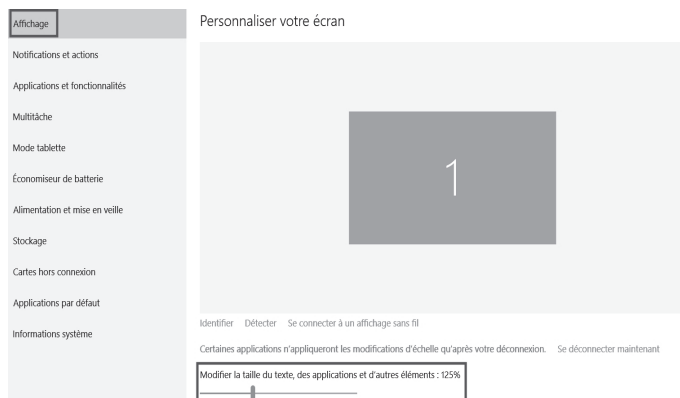 Affichage
Notifications et actions
Applications et fonctionnalités
Multitâche
Mode tablette
Économiseur de batterie
Alimentation et mise en veille
Stockage
Cartes hors connexion
Applications par défaut
Informations système
Personnaliser votre écran
1
Identifier Détecter Se connecter à un affichage sans fil
Certaines applications n'appliqueront les modifications d'échelle qu'après votre déconnexion. Se déconnecter maintenant
Modifier la taille du texte, des applications et d'autres éléments : 125%